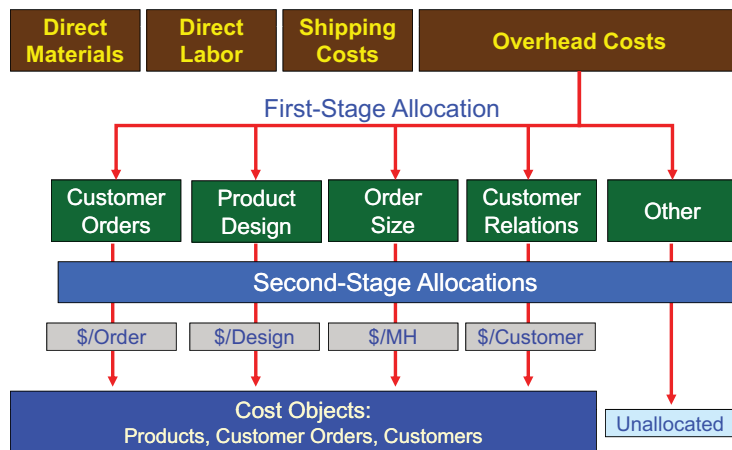 Direct
Materials
Direct
Labor
Shipping
Costs
Overhead Costs
First-Stage Allocation
Customer
Orders
Product
Design
Order
Size
Customer
Relations
Other
Second-Stage Allocations
$/Order
$/Design
$/MH
$/Customer
Cost Objects:
Products, Customer Orders, Customers
Unallocated